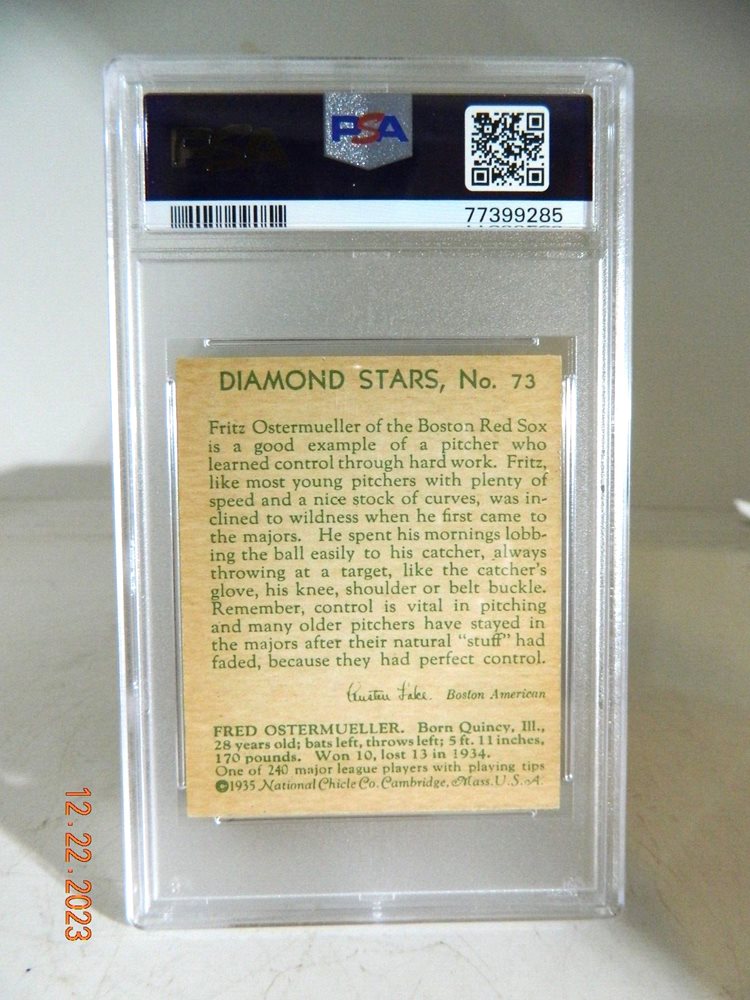 PSA
PSA
77399285
DIAMOND STARS, No. 73
Fritz Ostermueller of the Boston Red Sox
is a good example of a pitcher who
learned control through hard work. Fritz,
like most young pitchers with plenty of
speed and a nice stock of curves, was in-
clined to wildness when he first came to
the majors. He spent his mornings lobb-
ing the ball easily to his catcher, always
throwing at a target, like the catcher's
glove, his knee, shoulder or belt buckle.
Remember, control is vital in pitching
and many older pitchers have stayed in
the majors after their natural "stuff" had
faded, because they had perfect control.
Austen Lake. Boston American
FRED OSTERMUELLER. Born Quincy, Ill.,
28 years old; bats left, throws left; 5 ft. 11 inches,
170 pounds. Won 10, lost 13 in 1934.
One of 240 major league players with playing tips
©1935 National Chicle Co. Cambridge, Mass. U.S.A.
12.22.2023